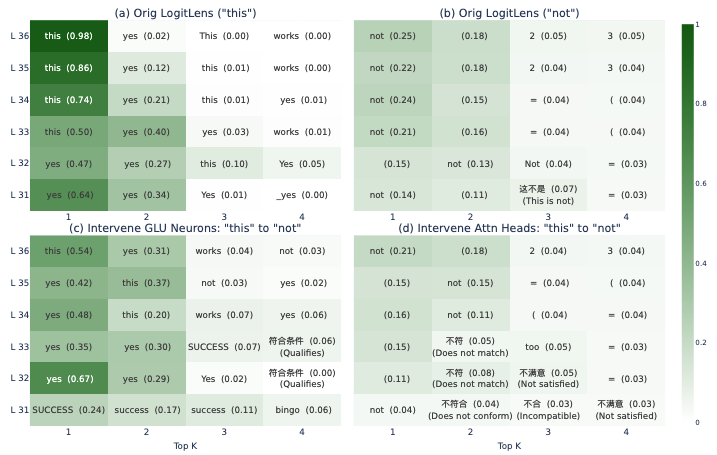 (a) Orig LogitLens ("this")
L 36 this (0.98) yes (0.02) This (0.00) works (0.00)
L 35 this (0.86) yes (0.12) this (0.01) works (0.00)
L 34 this (0.74) yes (0.21) this (0.01) yes (0.01)
L 33 this (0.50) yes (0.40) yes (0.03) works (0.01)
L 32 yes (0.47) yes (0.27) this (0.10) Yes (0.05)
L 31 yes (0.64) yes (0.34) Yes (0.01) _yes (0.00)
1 2 3 4
(b) Orig LogitLens ("not")
not (0.25) (0.18) 2 (0.05) 3 (0.05)
not (0.22) (0.18) 2 (0.03) 3 (0.04)
not (0.24) (0.15) = (0.04) ( (0.04)
not (0.21) (0.16) = (0.04) ( (0.04)
(0.15) not (0.13) Not (0.04) = (0.03)
not (0.14) (0.11) 这不是 (0.07) = (0.03)
(This is not)
1 2 3 4
(c) Intervene GLU Neurons: "this" to "not"
L 36 this (0.54) yes (0.31) works (0.04) not (0.03)
L 35 yes (0.42) this (0.37) not (0.03) yes (0.02)
L 34 yes (0.48) this (0.20) works (0.07) yes (0.06)
L 33 yes (0.35) yes (0.30) SUCCESS (0.07) 符合条件 (0.06)
(Qualifies)
L 32 yes (0.67) yes (0.29) Yes (0.02) 符合条件 (0.00)
(Qualifies)
L 31 SUCCESS (0.24) success (0.17) success (0.11) bingo (0.06)
1 2 3 4
Top K
(d) Intervene Attn Heads: "this" to "not"
not (0.21) (0.18) 2 (0.04) 3 (0.04)
(0.15) not (0.15) = (0.04) ( (0.04)
(0.16) not (0.11) ( (0.04) = (0.04)
(0.15) 不符 (0.05) too (0.05) = (0.03)
(Does not match)
(0.11) 不符 (0.08) 不满意 (0.05) = (0.03)
(Does not match) (Not satisfied)
not (0.04) 不符合 (0.04) 不合 (0.03) 不满意 (0.03)
(Does not conform) (Incompatible) (Not satisfied)
1 2 3 4
Top K
1
0.8
0.6
0.4
0.2
0